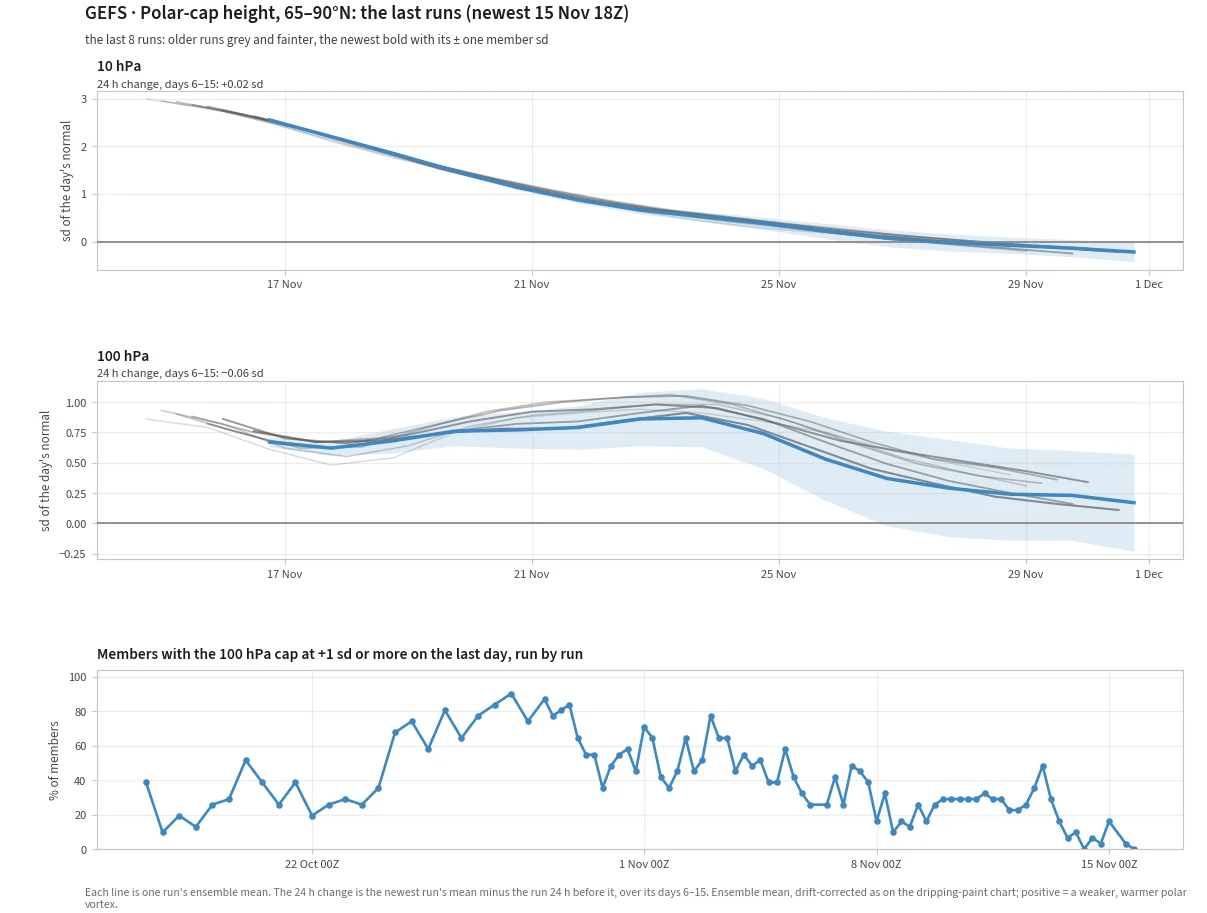 GEFS · Polar-cap height, 65–90°N: the last runs (newest 15 Nov 18Z)
the last 8 runs: older runs grey and fainter, the newest bold with its ± one member sd
10 hPa
24 h change, days 6–15: +0.02 sd
sd of the day's normal
3
2
1
0
17 Nov 21 Nov 25 Nov 29 Nov 1 Dec
100 hPa
24 h change, days 6–15: −0.06 sd
sd of the day's normal
1.00
0.75
0.50
0.25
0.00
−0.25
17 Nov 21 Nov 25 Nov 29 Nov 1 Dec
Members with the 100 hPa cap at +1 sd or more on the last day, run by run
% of members
100
80
60
40
20
0
22 Oct 00Z 1 Nov 00Z 8 Nov 00Z 15 Nov 00Z
Each line is one run's ensemble mean. The 24 h change is the newest run's mean minus the run 24 h before it, over its days 6–15. Ensemble mean, drift-corrected as on the dripping-paint chart; positive = a weaker, warmer polar
vortex.